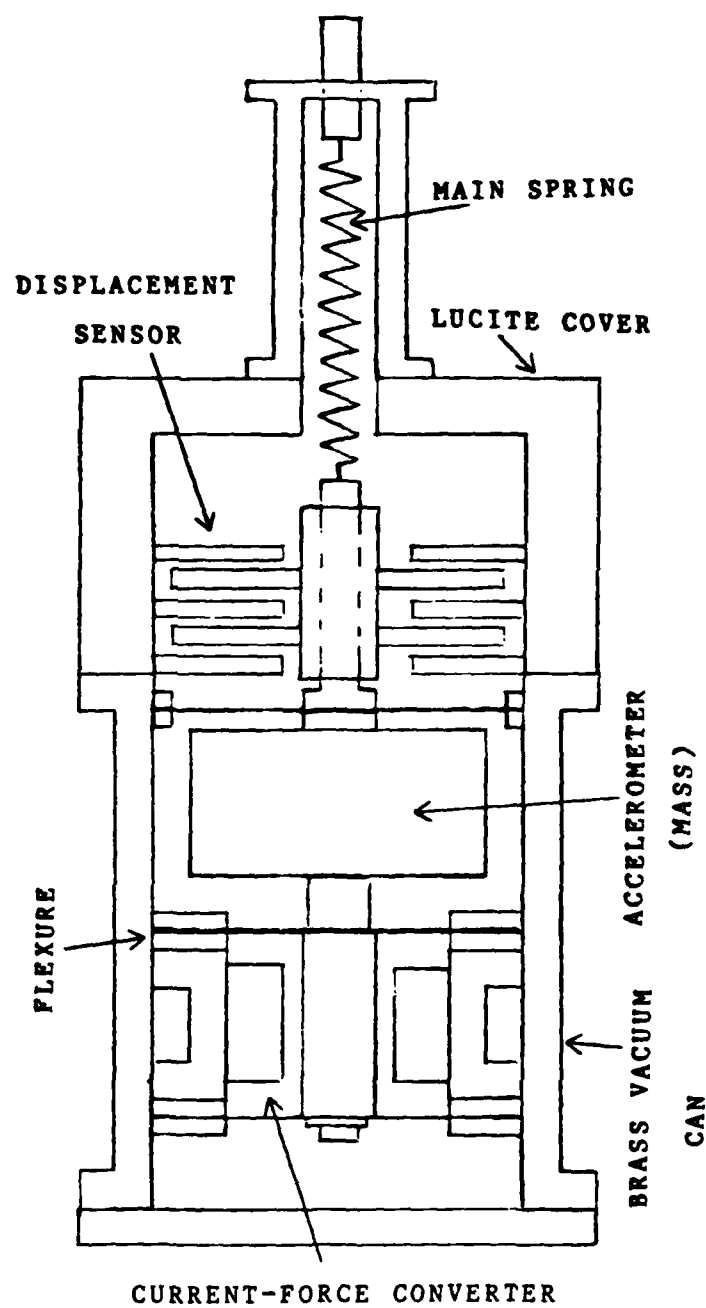 MAIN SPRING
DISPLACEMENT
SENSOR
LUCITE COVER
ACCELEROMETER
(MASS)
FLEXURE
BRASS VACUUM
CAN
CURRENT-FORCE CONVERTER